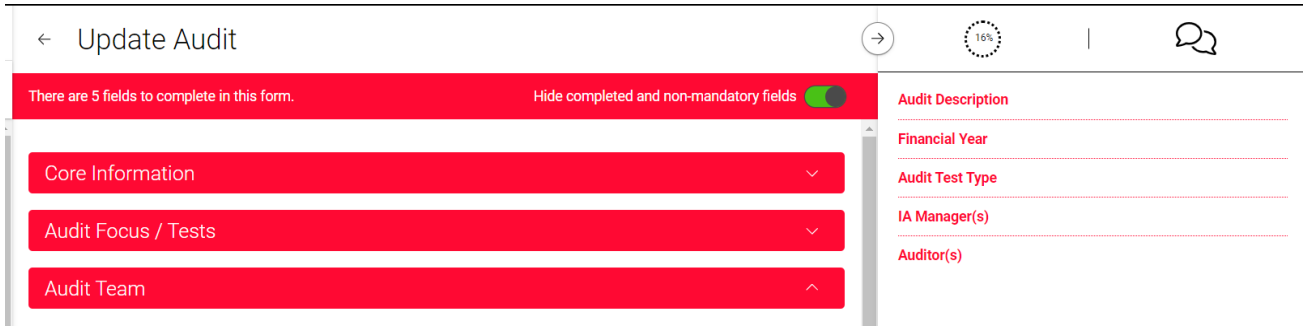 Update Audit
16%
There are 5 fields to complete in this form.
Hide completed and non-mandatory fields
Core Information
Audit Focus / Tests
Audit Team
Audit Description
Financial Year
Audit Test Type
IA Manager(s)
Auditor(s)